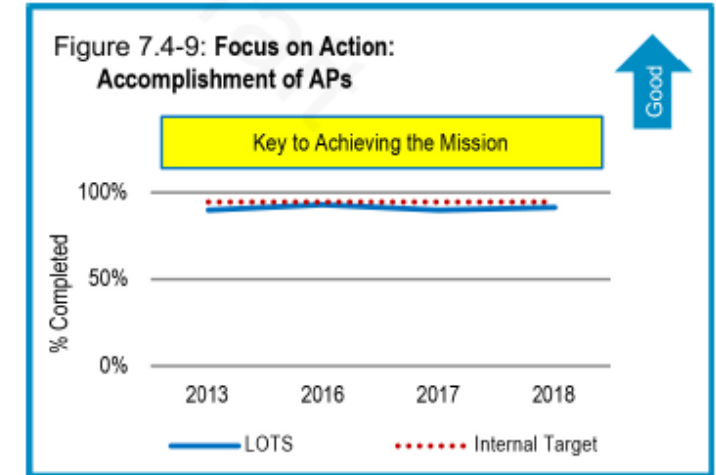 Figure 7.4-9: Focus on Action:
Accomplishment of APs
Good
Key to Achieving the Mission
100%
50%
0%
% Completed
2013 2016 2017 2018
LOTS Internal Target